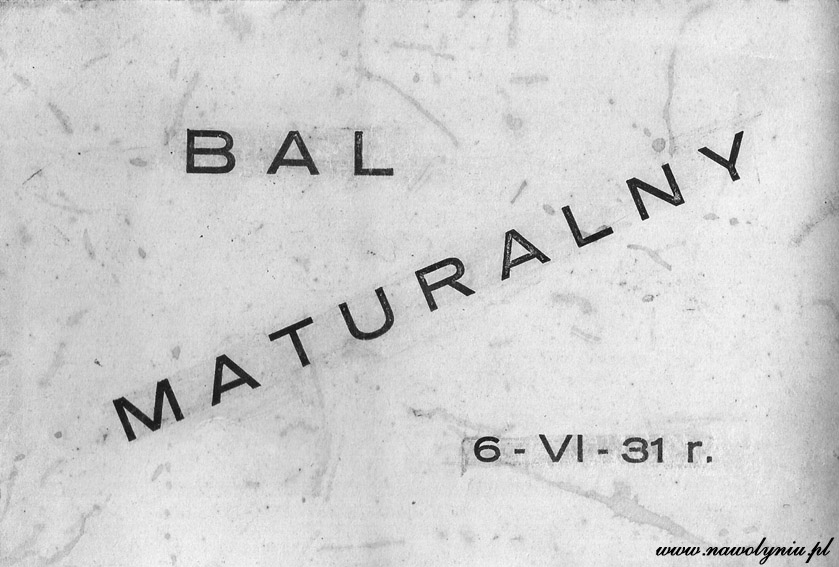 BAL
MATURALNY
6 - VI - 31 r.
www.nawolyniu.pl